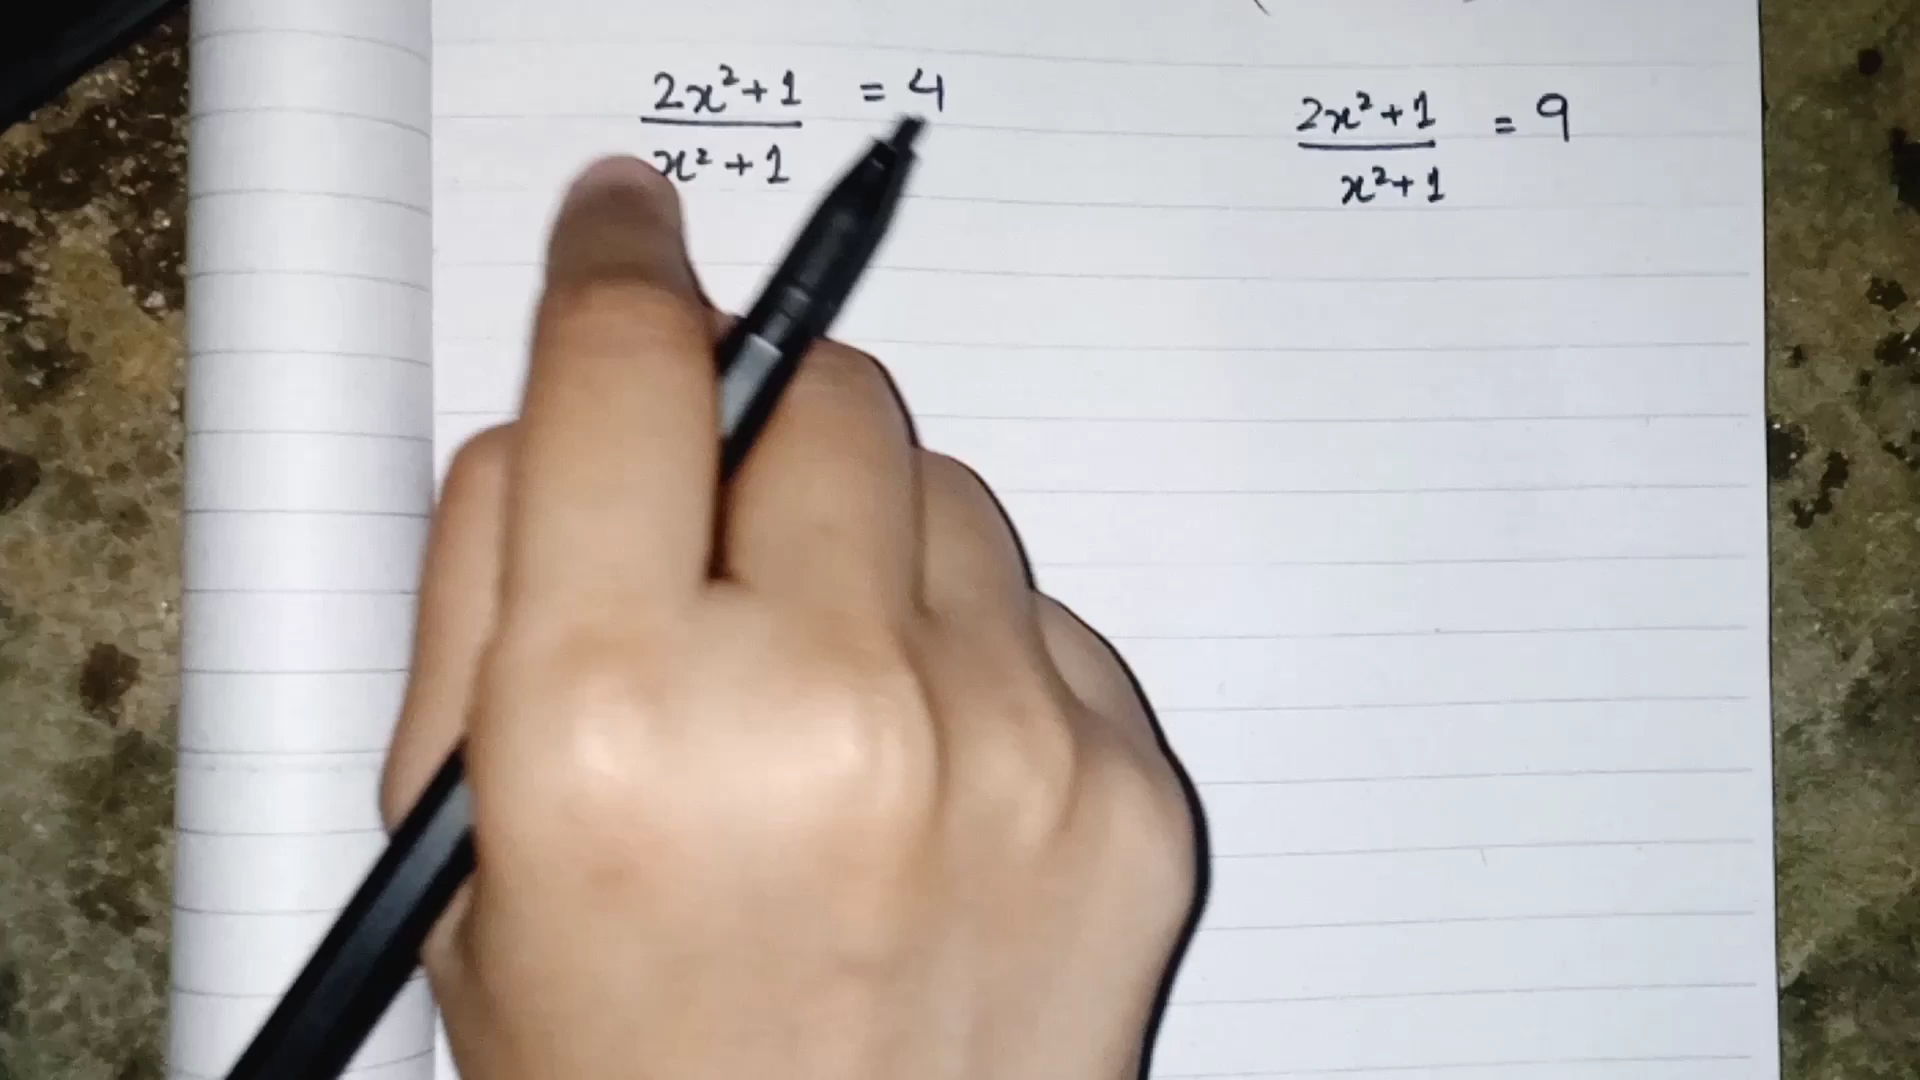 2x²+1 = 4
x²+1
2x²+1 = 9
x²+1